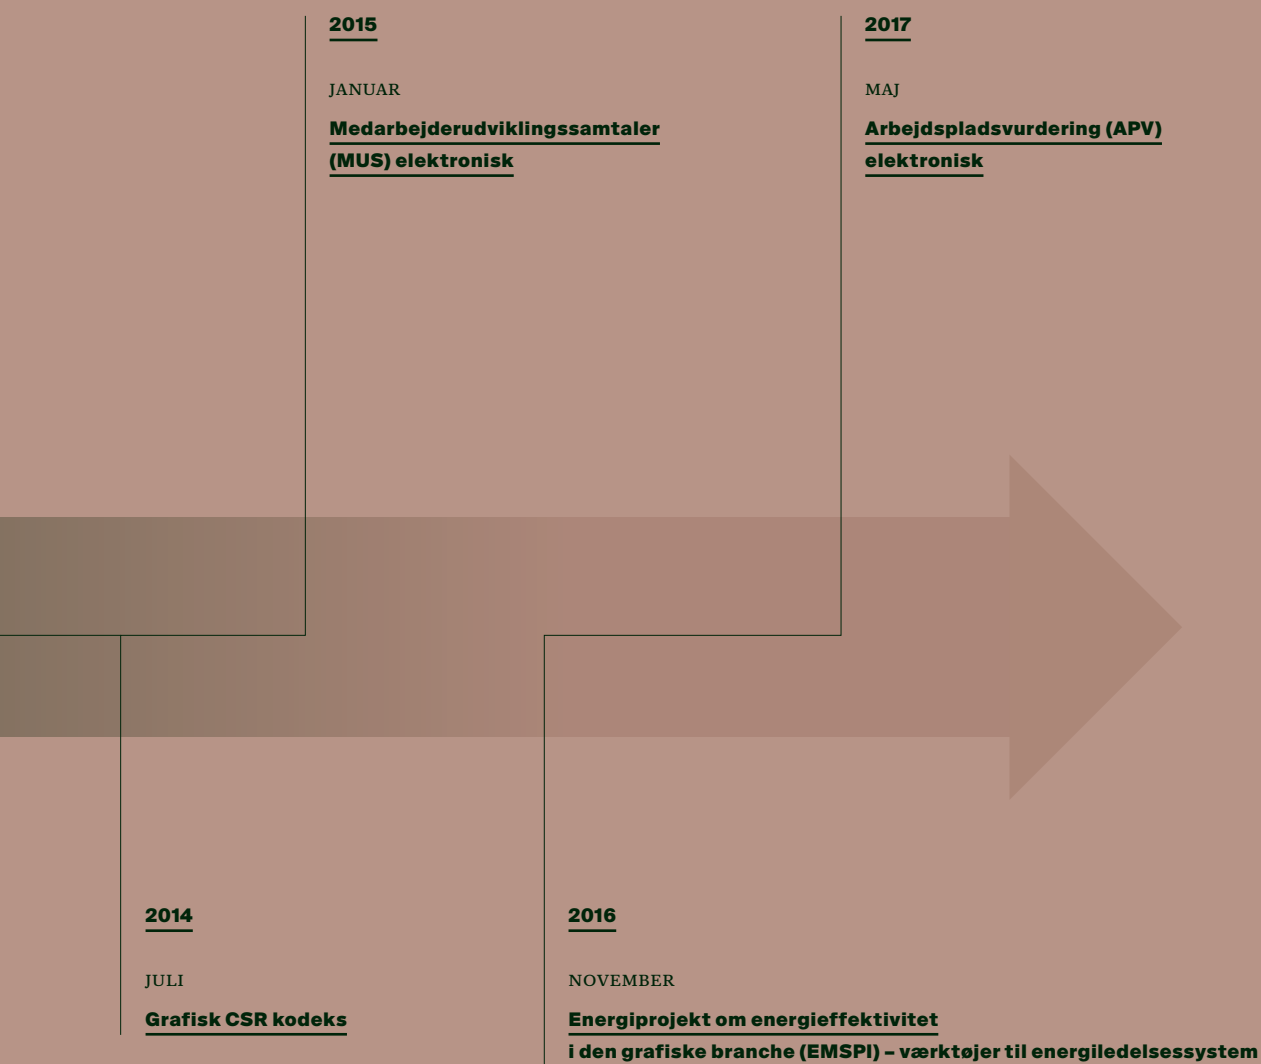 2015
JANUAR
Medarbejderudviklingssamtaler
(MUS) elektronisk
2017
MAJ
Arbejdspladsvurdering (APV)
elektronisk
2014
JULI
Grafisk CSR kodeks
2016
NOVEMBER
Energiprojekt om energieffektivitet
i den grafiske branche (EMSPI) – værktøjer til energiledelsessystem